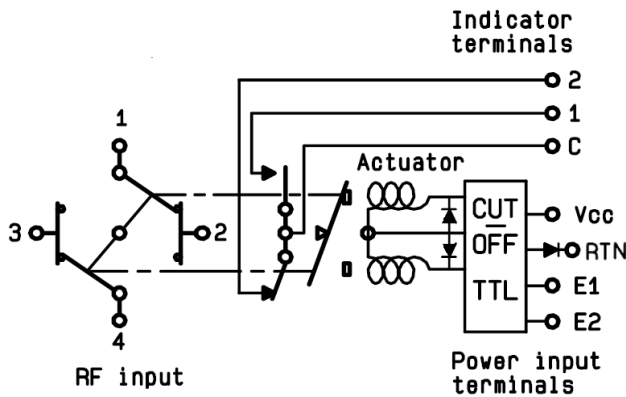 Indicator
terminals
2
1
C
1
Actuator
CUT
OFF
TTL
Vcc
RTN
E1
E2
3
2
4
RF input
Power input
terminals